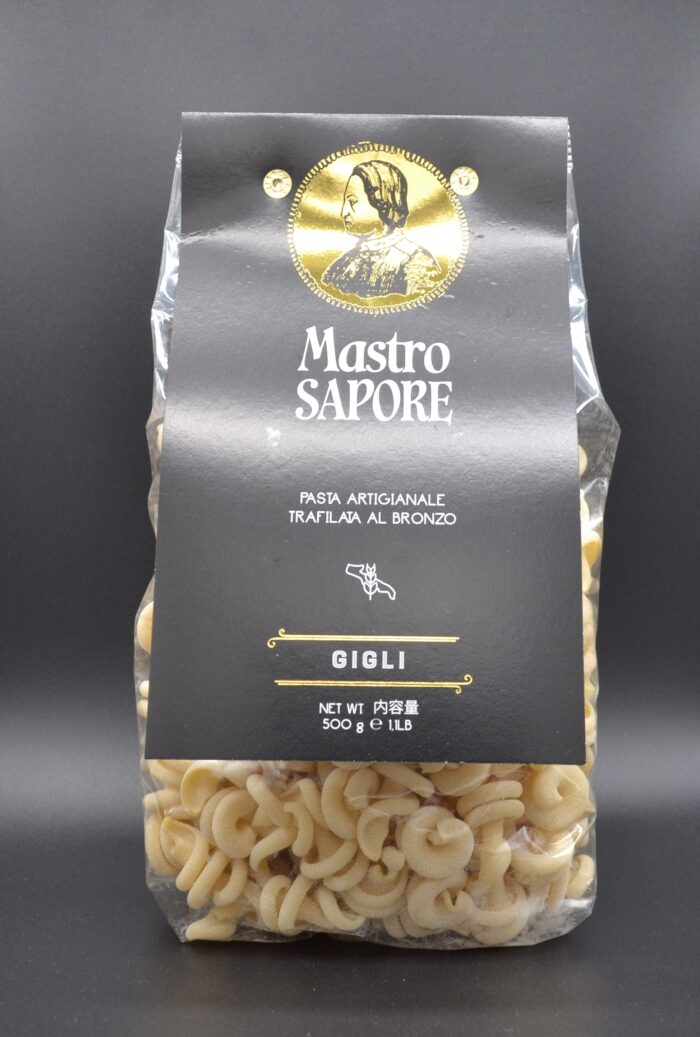 Mastro
SAPORE
PASTA ARTIGIANALE
TRAFILATA AL BRONZO
GIGLI
NET WT 内容量
500 g ℮ 1,1LB